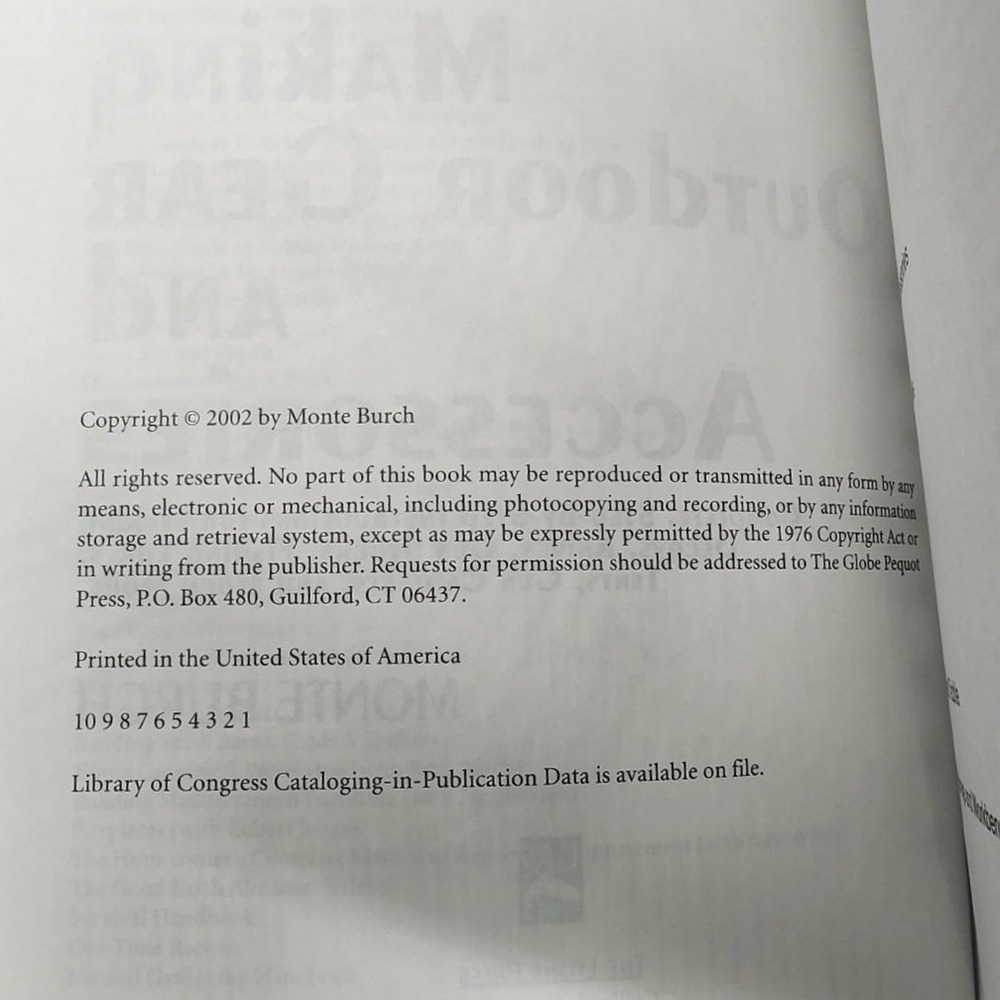 Copyright © 2002 by Monte Burch
All rights reserved. No part of this book may be reproduced or transmitted in any form by any
means, electronic or mechanical, including photocopying and recording, or by any information
storage and retrieval system, except as may be expressly permitted by the 1976 Copyright Act or
in writing from the publisher. Requests for permission should be addressed to The Globe Pequot
Press, P.O. Box 480, Guilford, CT 06437.
Printed in the United States of America
10 9 8 7 6 5 4 3 2 1
Library of Congress Cataloging-in-Publication Data is available on file.